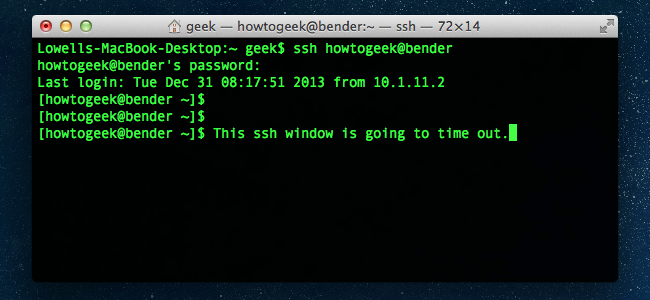 geek — howtogeek@bender:~ — ssh — 72×14
Lowells-MacBook-Desktop:~ geek$ ssh howtogeek@bender
howtogeek@bender's password:
Last login: Tue Dec 31 08:17:51 2013 from 10.1.11.2
[howtogeek@bender ~]$
[howtogeek@bender ~]$
[howtogeek@bender ~]$ This ssh window is going to time out.